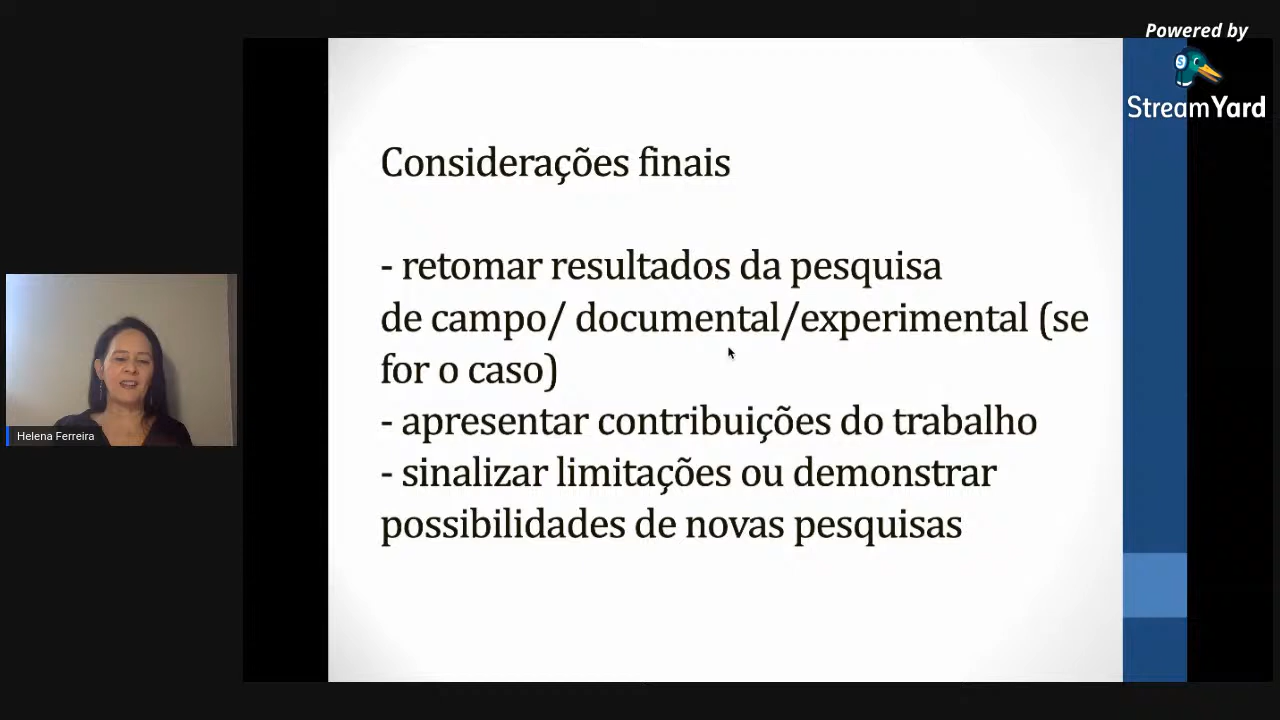 Powered by
S
StreamYard
Considerações finais
- retomar resultados da pesquisa
de campo/ documental/experimental (se
for o caso)
- apresentar contribuições do trabalho
- sinalizar limitações ou demonstrar
possibilidades de novas pesquisas
Helena Ferreira